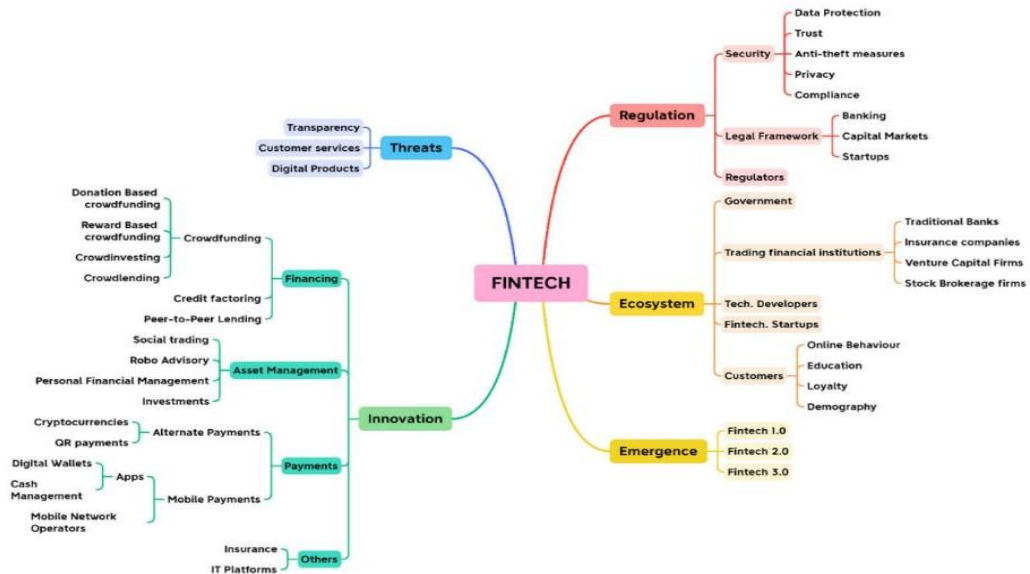 FINTECH
Regulation
Security
Data Protection
Trust
Anti-theft measures
Privacy
Compliance
Legal Framework
Banking
Capital Markets
Startups
Regulators
Ecosystem
Government
Trading financial institutions
Traditional Banks
Insurance companies
Venture Capital Firms
Stock Brokerage firms
Tech. Developers
Fintech. Startups
Customers
Online Behaviour
Education
Loyalty
Demography
Emergence
Fintech 1.0
Fintech 2.0
Fintech 3.0
Threats
Transparency
Customer services
Digital Products
Innovation
Financing
Crowdfunding
Donation Based
crowdfunding
Reward Based
crowdfunding
Crowdinvesting
Crowdlending
Credit factoring
Peer-to-Peer Lending
Asset Management
Social trading
Robo Advisory
Personal Financial Management
Investments
Payments
Alternate Payments
Cryptocurrencies
QR payments
Mobile Payments
Apps
Digital Wallets
Cash
Management
Mobile Network
Operators
Others
Insurance
IT Platforms